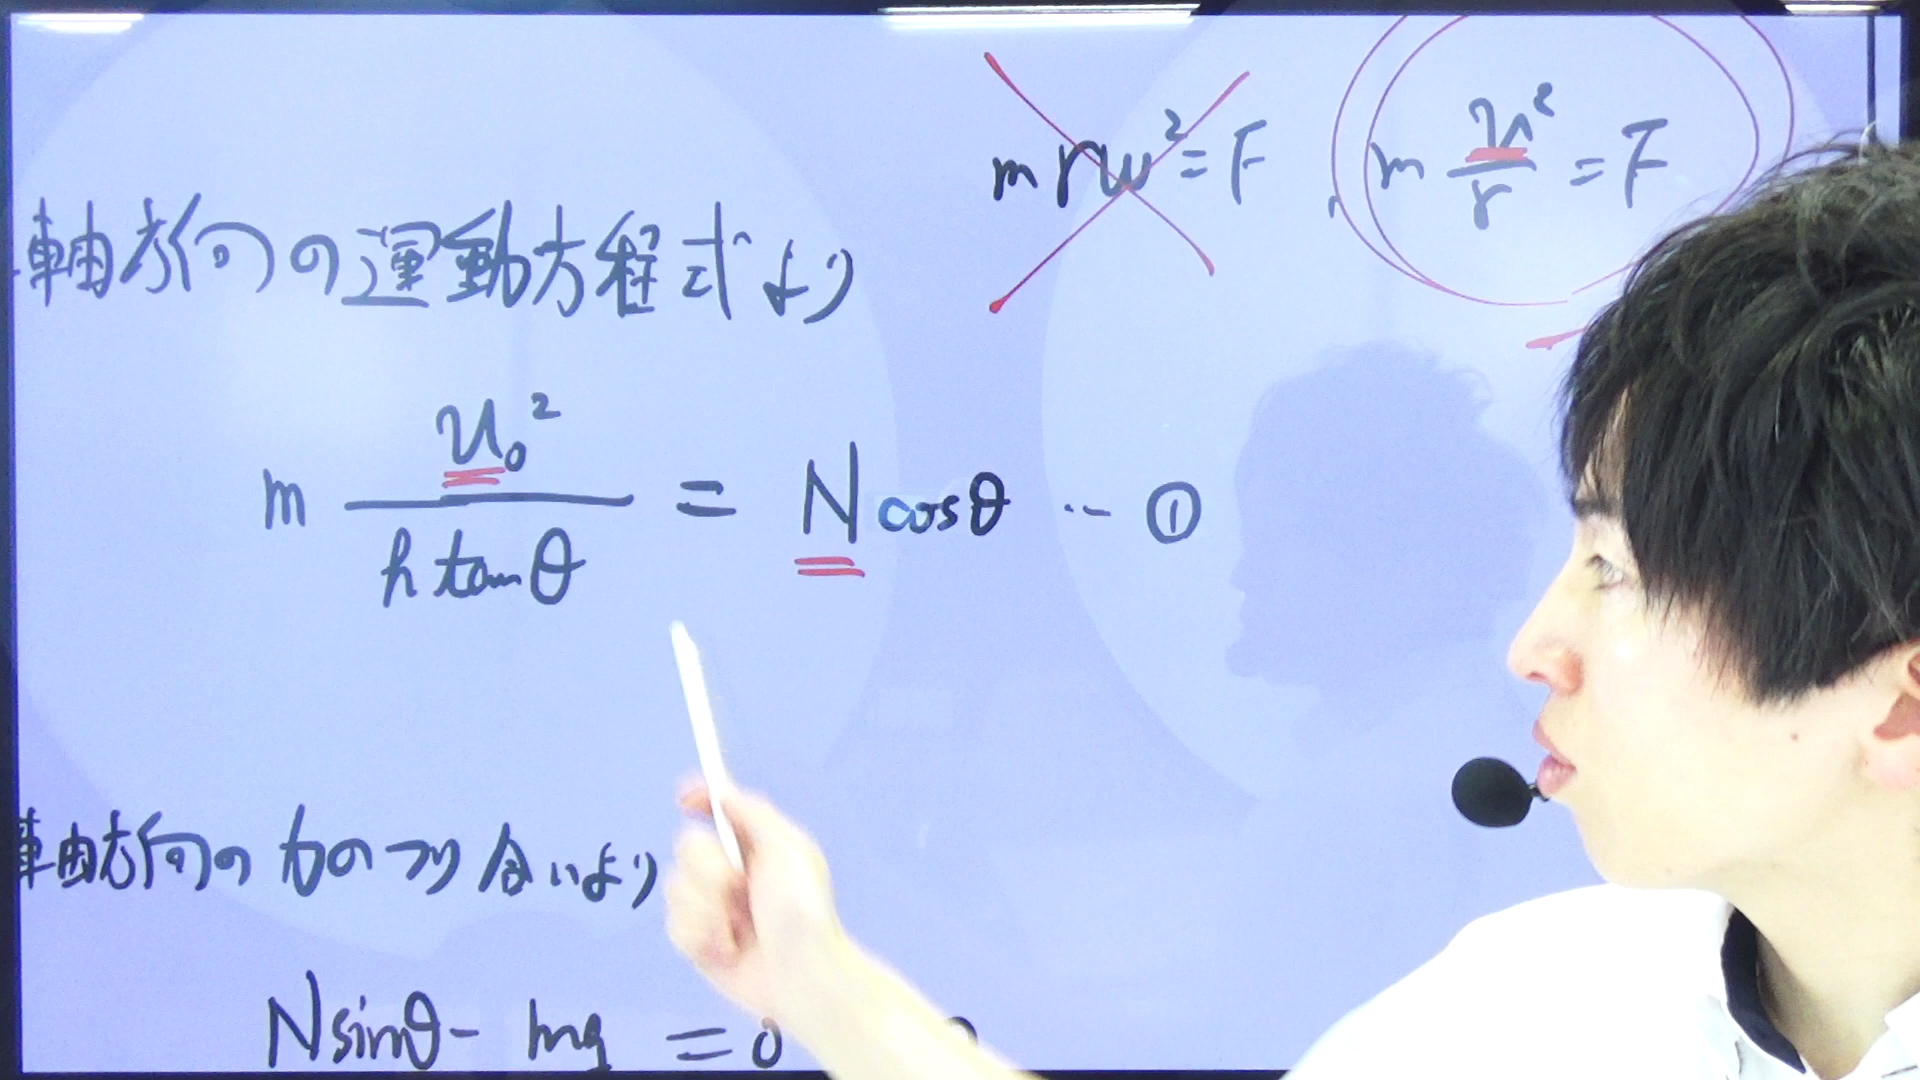 mrω²=F m v²/r = F
軸方向の運動方程式より
m v₀²/(h tanθ) = N cosθ … ①
軸方向の力のつり合いより
N sinθ - mg = 0